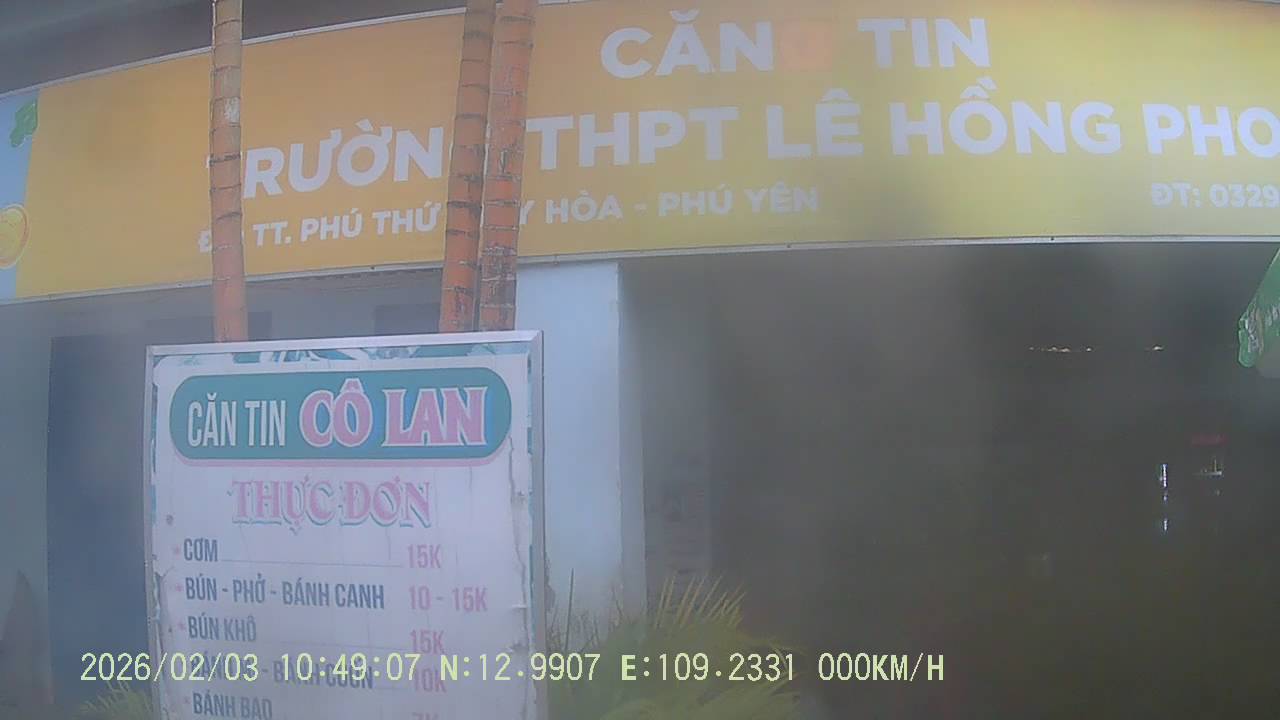 CĂN TIN
TRƯỜN THPT LÊ HỒNG PHO
TT. PHÚ THỨ HÒA - PHÚ YÊN
ĐT: 0329
CĂN TIN CÔ LAN
THỰC ĐƠN
CƠM 15K
BÚN - PHỞ - BÁNH CANH 10 - 15K
BÚN KHÔ 15K
10K
BÁNH BAO
2026/02/03 10:49:07 N:12.9907 E:109.2331 000KM/H